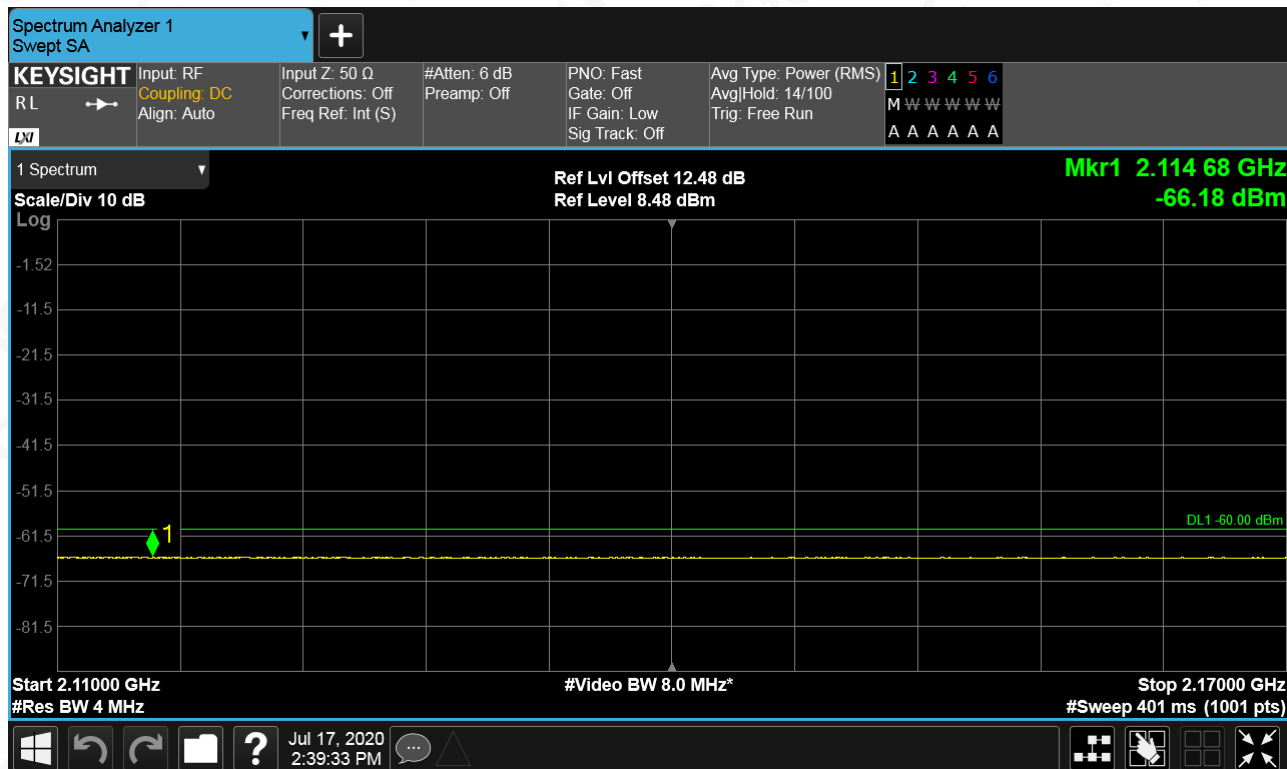 Spectrum Analyzer 1
Swept SA
KEYSIGHT
RL
LXI
Input: RF
Coupling: DC
Align: Auto
Input Z: 50 Ω
Corrections: Off
Freq Ref: Int (S)
#Atten: 6 dB
Preamp: Off
PNO: Fast
Gate: Off
IF Gain: Low
Sig Track: Off
Avg Type: Power (RMS)
Avg|Hold: 14/100
Trig: Free Run
1 2 3 4 5 6
M W W W W W
A A A A A A
1 Spectrum
Scale/Div 10 dB
Log
Ref Lvl Offset 12.48 dB
Ref Level 8.48 dBm
Mkr1 2.114 68 GHz
-66.18 dBm
-1.52
-11.5
-21.5
-31.5
-41.5
-51.5
DL1 -60.00 dBm
-61.5
1
-71.5
-81.5
Start 2.11000 GHz
#Res BW 4 MHz
#Video BW 8.0 MHz*
Stop 2.17000 GHz
#Sweep 401 ms (1001 pts)
?
Jul 17, 2020
2:39:33 PM